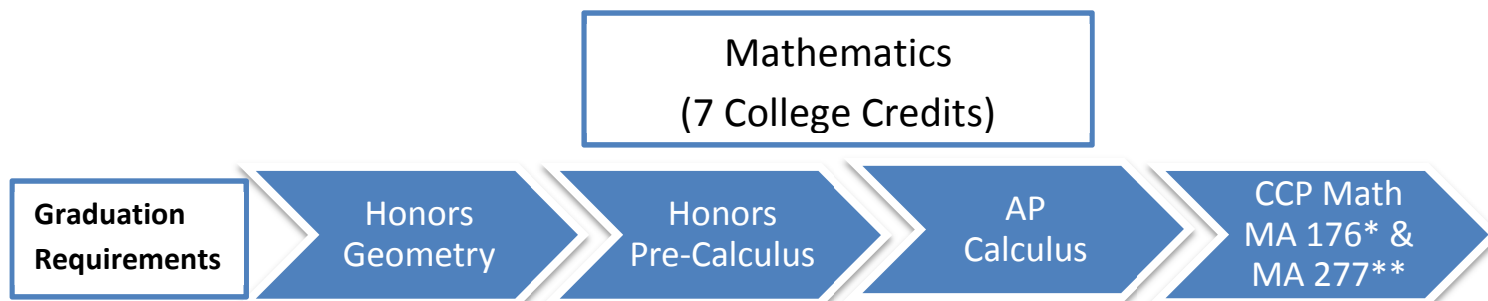 Mathematics
(7 College Credits)
Graduation
Requirements
Honors
Geometry
Honors
Pre-Calculus
AP
Calculus
CCP Math
MA 176* &
MA 277**